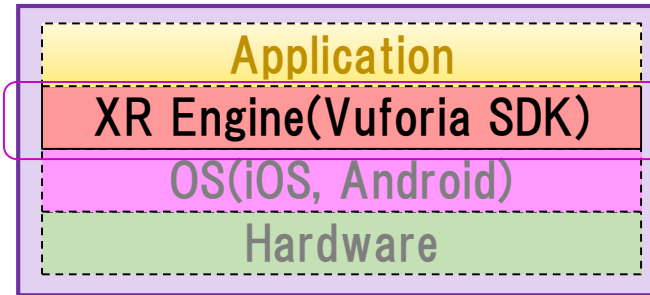 Application
XR Engine(Vuforia SDK)
OS(iOS, Android)
Hardware